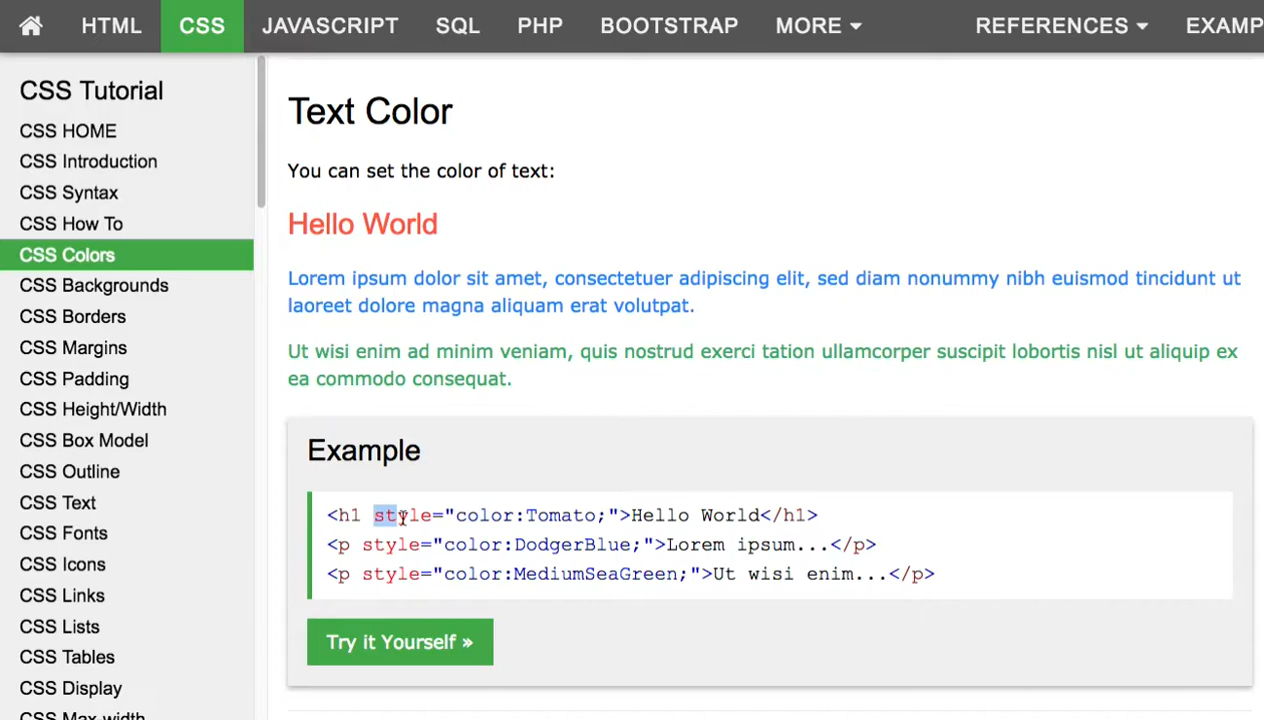 HTML CSS JAVASCRIPT SQL PHP BOOTSTRAP MORE REFERENCES EXAMP
CSS Tutorial
CSS HOME
CSS Introduction
CSS Syntax
CSS How To
CSS Colors
CSS Backgrounds
CSS Borders
CSS Margins
CSS Padding
CSS Height/Width
CSS Box Model
CSS Outline
CSS Text
CSS Fonts
CSS Icons
CSS Links
CSS Lists
CSS Tables
CSS Display
CSS Max-width
Text Color
You can set the color of text:
Hello World
Lorem ipsum dolor sit amet, consectetuer adipiscing elit, sed diam nonummy nibh euismod tincidunt ut
laoreet dolore magna aliquam erat volutpat.
Ut wisi enim ad minim veniam, quis nostrud exerci tation ullamcorper suscipit lobortis nisl ut aliquip ex
ea commodo consequat.
Example
<h1 style="color:Tomato;">Hello World</h1>
<p style="color:DodgerBlue;">Lorem ipsum...</p>
<p style="color:MediumSeaGreen;">Ut wisi enim...</p>
Try it Yourself »